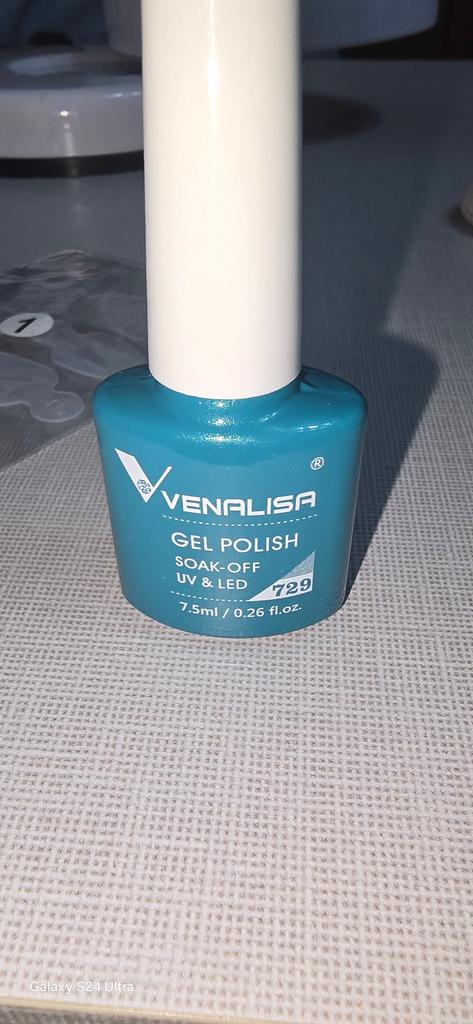 1
®
VENALISA
GEL POLISH
SOAK-OFF
UV & LED
729
7.5ml / 0.26 fl.oz.
Galaxy S24 Ultra